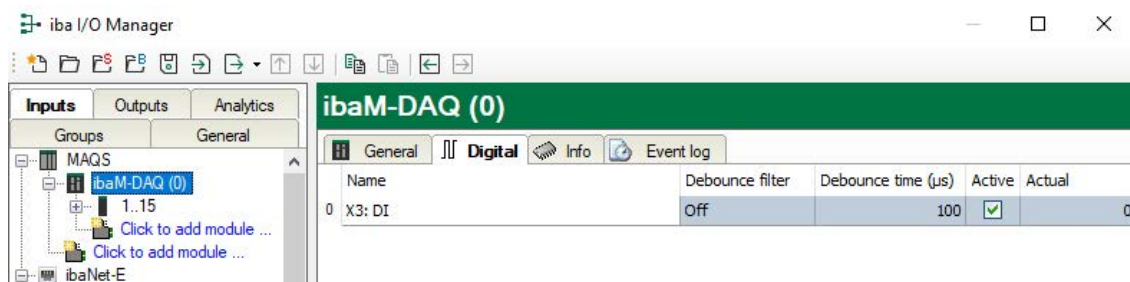 iba I/O Manager
Inputs Outputs Analytics
Groups General
MAQS
ibaM-DAQ (0)
1..15
Click to add module ...
Click to add module ...
ibaNet-E
ibaM-DAQ (0)
General Digital Info Event log
Name Debounce filter Debounce time (µs) Active Actual
0 X3: DI Off 100 0